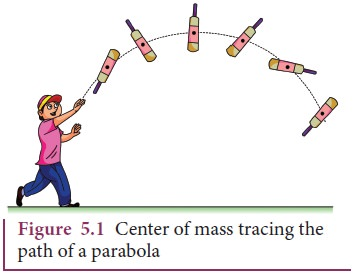 Figure 5.1 Center of mass tracing the
path of a parabola